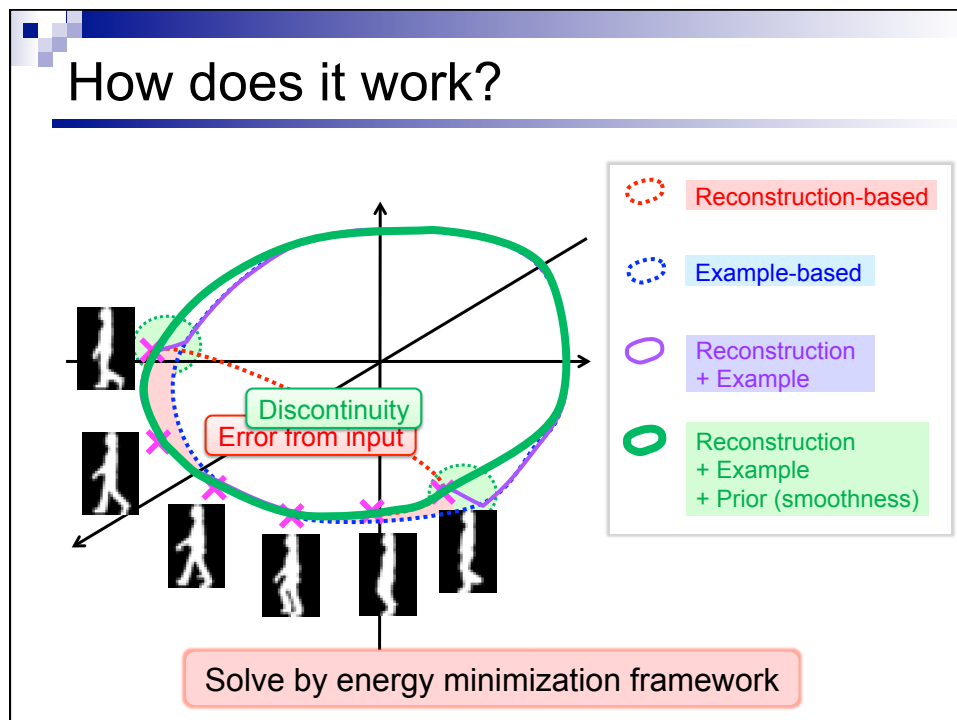 How does it work?
Reconstruction-based
Example-based
Reconstruction
+ Example
Reconstruction
+ Example
+ Prior (smoothness)
Discontinuity
Error from input
Solve by energy minimization framework